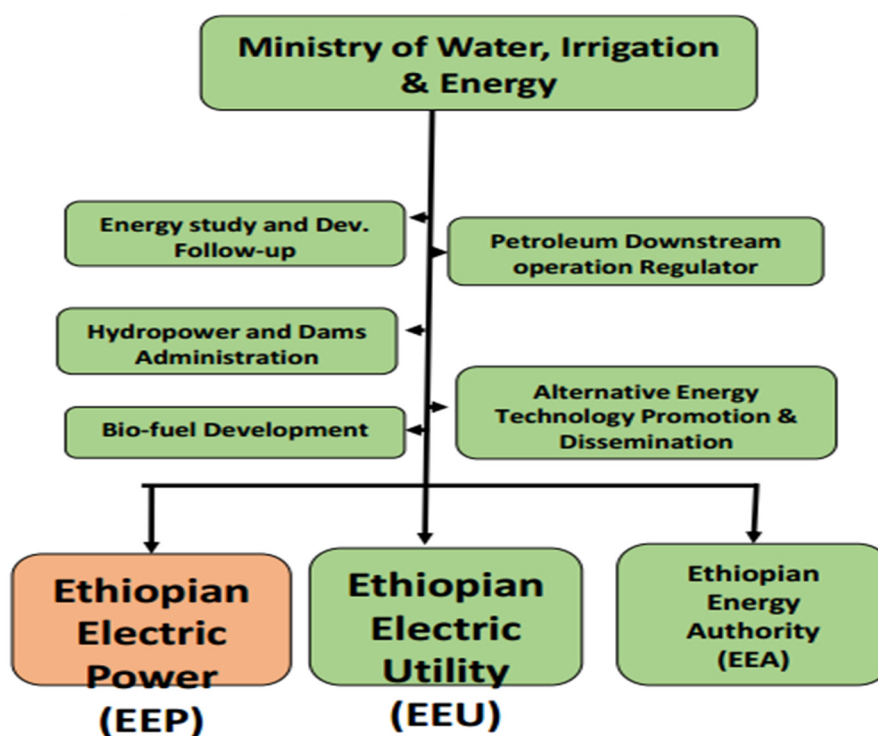 Ministry of Water, Irrigation
& Energy
Energy study and Dev.
Follow-up
Petroleum Downstream
operation Regulator
Hydropower and Dams
Administration
Alternative Energy
Technology Promotion &
Dissemination
Bio-fuel Development
Ethiopian
Electric
Power
(EEP)
Ethiopian
Electric
Utility
(EEU)
Ethiopian
Energy
Authority
(EEA)